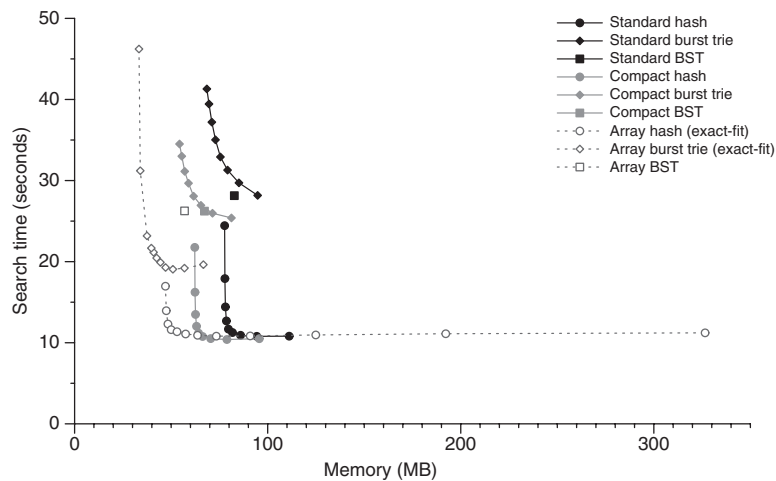 50
40
30
20
10
0
Search time (seconds)
0
100
200
300
Memory (MB)
Standard hash
Standard burst trie
Standard BST
Compact hash
Compact burst trie
Compact BST
Array hash (exact-fit)
Array burst trie (exact-fit)
Array BST